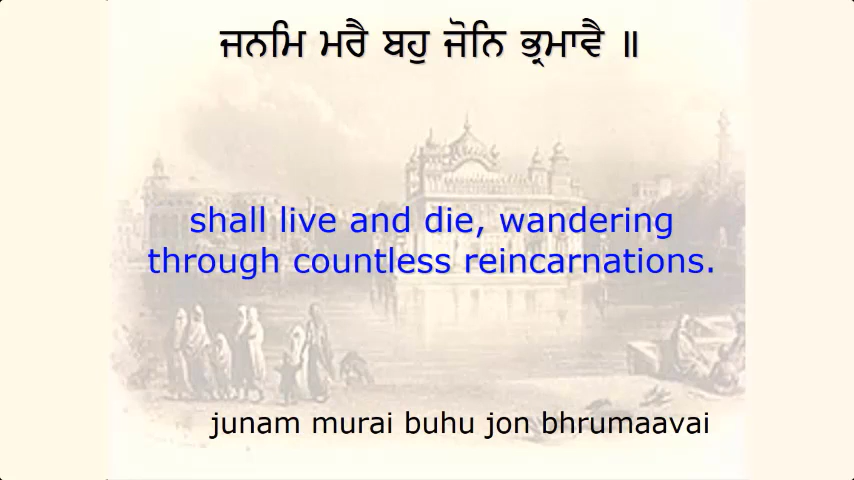 ਜਨਮਿ ਮਰੈ ਬਹੁ ਜੋਨਿ ਭ੍ਰਮਾਵੈ ॥
shall live and die, wandering
through countless reincarnations.
junam murai buhu jon bhrumaavai